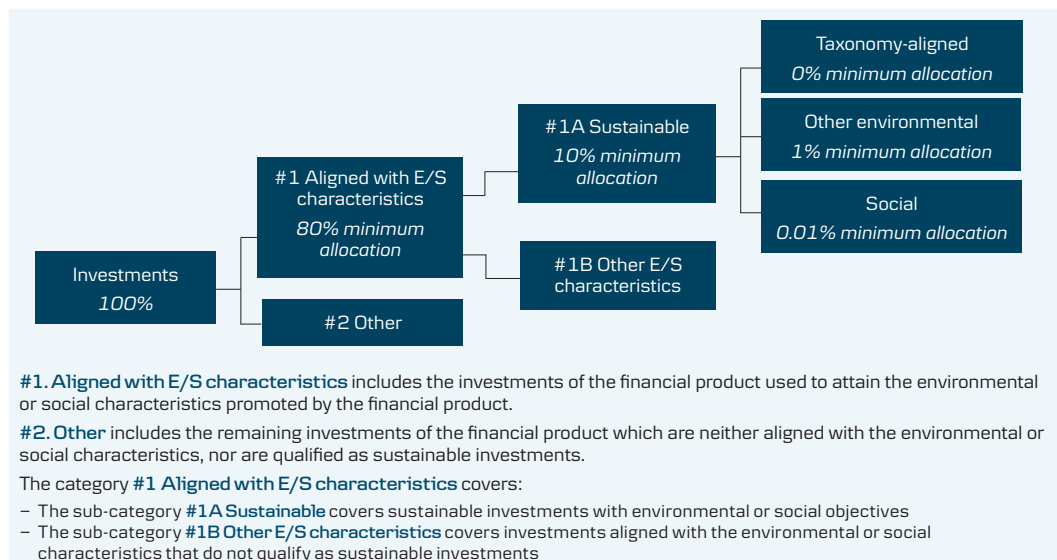 Taxonomy-aligned
0% minimum allocation
Other environmental
1% minimum allocation
Social
0.01% minimum allocation
#1A Sustainable
10% minimum
allocation
#1B Other E/S
characteristics
#1 Aligned with E/S
characteristics
80% minimum
allocation
#2 Other
Investments
100%
#1. Aligned with E/S characteristics includes the investments of the financial product used to attain the environmental
or social characteristics promoted by the financial product.
#2. Other includes the remaining investments of the financial product which are neither aligned with the environmental or
social characteristics, nor are qualified as sustainable investments.
The category #1 Aligned with E/S characteristics covers:
– The sub-category #1A Sustainable covers sustainable investments with environmental or social objectives
– The sub-category #1B Other E/S characteristics covers investments aligned with the environmental or social
characteristics that do not qualify as sustainable investments